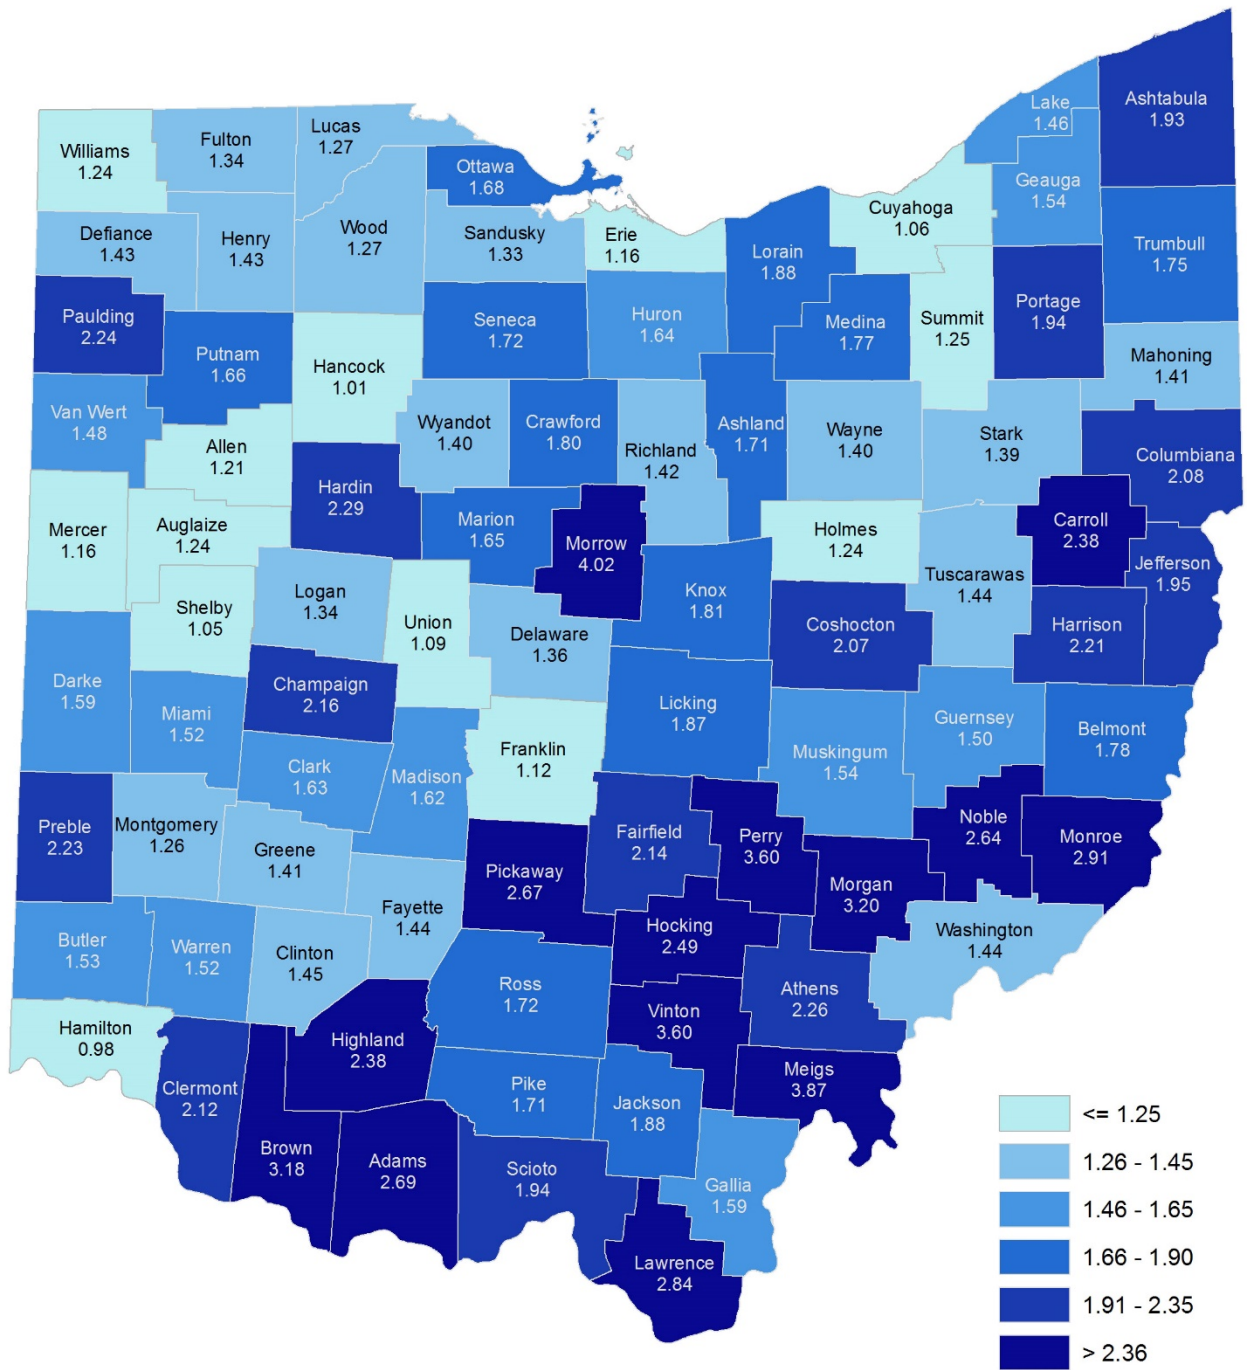 Lake
1.46
Ashtabula
1.93
Williams
1.24
Fulton
1.34
Lucas
1.27
Ottawa
1.68
Geauga
1.54
Cuyahoga
1.06
Defiance
1.43
Henry
1.43
Wood
1.27
Sandusky
1.33
Erie
1.16
Lorain
1.88
Trumbull
1.75
Paulding
2.24
Putnam
1.66
Hancock
1.01
Seneca
1.72
Huron
1.64
Medina
1.77
Summit
1.25
Portage
1.94
Mahoning
1.41
Van Wert
1.48
Allen
1.21
Wyandot
1.40
Crawford
1.80
Richland
1.42
Ashland
1.71
Wayne
1.40
Stark
1.39
Columbiana
2.08
Mercer
1.16
Auglaize
1.24
Hardin
2.29
Marion
1.65
Morrow
4.02
Holmes
1.24
Carroll
2.38
Jefferson
1.95
Shelby
1.05
Logan
1.34
Union
1.09
Delaware
1.36
Knox
1.81
Coshocton
2.07
Tuscarawas
1.44
Harrison
2.21
Darke
1.59
Miami
1.52
Champaign
2.16
Franklin
1.12
Licking
1.87
Muskingum
1.54
Guernsey
1.50
Belmont
1.78
Clark
1.63
Madison
1.62
Preble
2.23
Montgomery
1.26
Greene
1.41
Pickaway
2.67
Fairfield
2.14
Perry
3.60
Morgan
3.20
Noble
2.64
Monroe
2.91
Fayette
1.44
Butler
1.53
Warren
1.52
Clinton
1.45
Hocking
2.49
Washington
1.44
Ross
1.72
Athens
2.26
Hamilton
0.98
Highland
2.38
Vinton
3.60
Clermont
2.12
Pike
1.71
Jackson
1.88
Meigs
3.87
Brown
3.18
Adams
2.69
Scioto
1.94
Gallia
1.59
Lawrence
2.84
<= 1.25
1.26 - 1.45
1.46 - 1.65
1.66 - 1.90
1.91 - 2.35
> 2.36